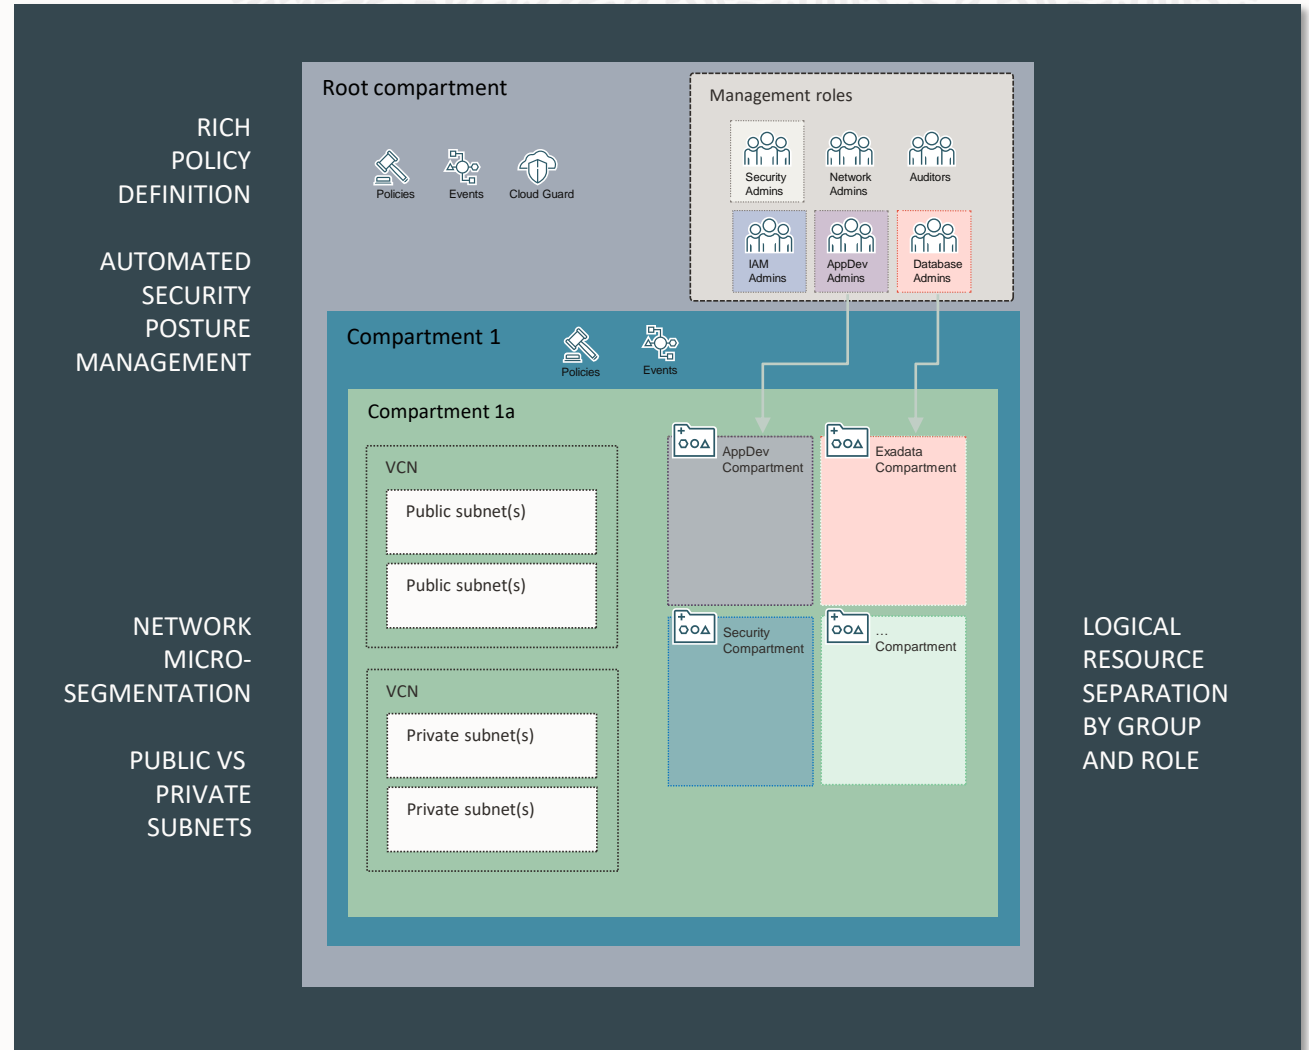 RICH
POLICY
DEFINITION
AUTOMATED
SECURITY
POSTURE
MANAGEMENT
NETWORK
MICRO-
SEGMENTATION
PUBLIC VS
PRIVATE
SUBNETS
Root compartment
Policies
Events
Cloud Guard
Management roles
Security
Admins
Network
Admins
Auditors
IAM
Admins
AppDev
Admins
Database
Admins
Compartment 1
Policies
Events
Compartment 1a
VCN
Public subnet(s)
Public subnet(s)
VCN
Private subnet(s)
Private subnet(s)
AppDev
Compartment
Exadata
Compartment
Security
Compartment
...
Compartment
LOGICAL
RESOURCE
SEPARATION
BY GROUP
AND ROLE